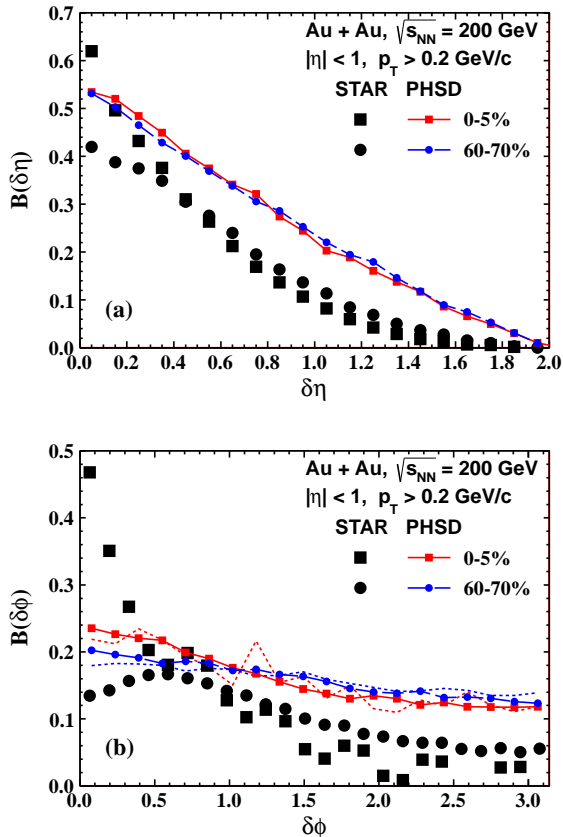 Au + Au, √s_NN = 200 GeV
|η| < 1, p_T > 0.2 GeV/c
STAR PHSD
0-5%
60-70%
(a)
B(δη)
0.7
0.6
0.5
0.4
0.3
0.2
0.1
0.0
0.0 0.2 0.4 0.6 0.8 1.0 1.2 1.4 1.6 1.8 2.0
δη
Au + Au, √s_NN = 200 GeV
|η| < 1, p_T > 0.2 GeV/c
STAR PHSD
0-5%
60-70%
(b)
B(δϕ)
0.5
0.4
0.3
0.2
0.1
0.0
0.0 0.5 1.0 1.5 2.0 2.5 3.0
δϕ